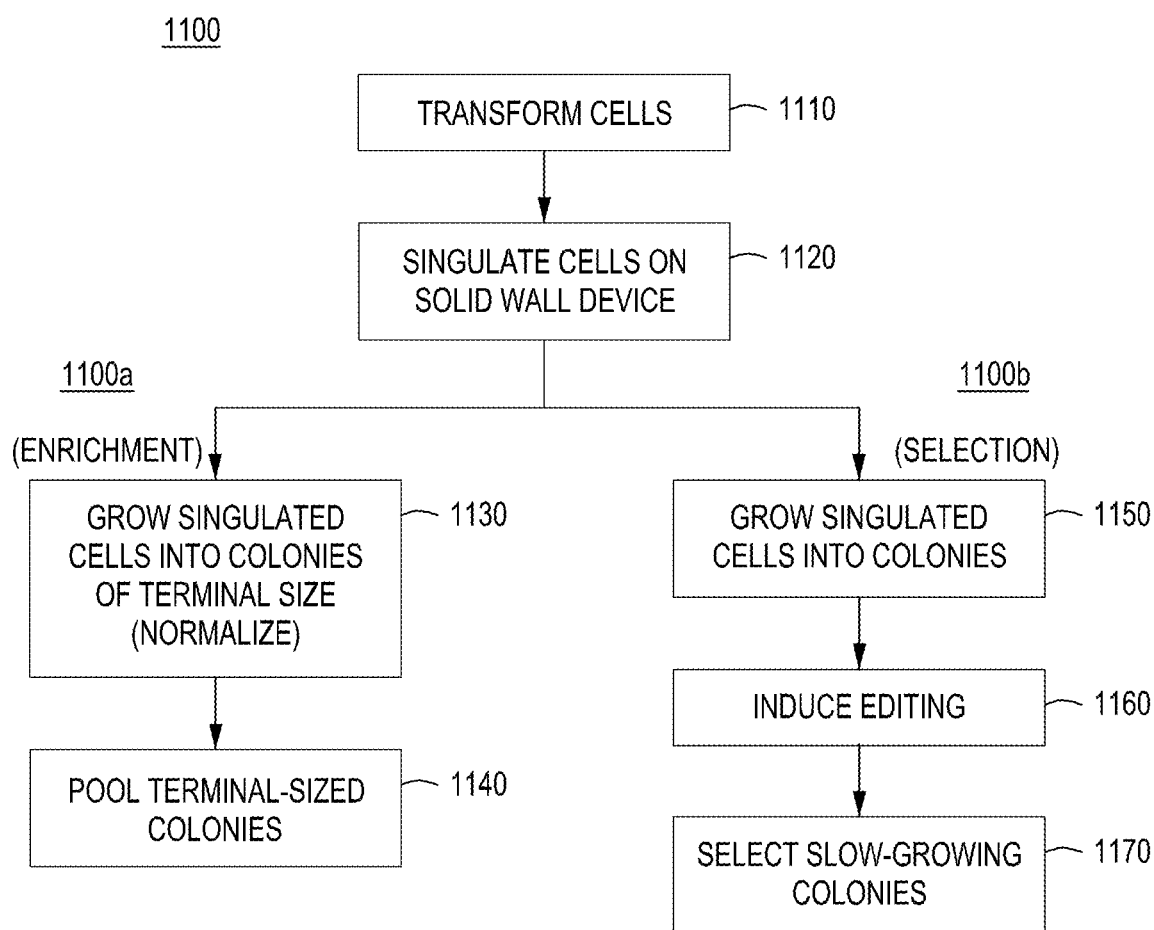 1100
TRANSFORM CELLS
1110
SINGULATE CELLS ON
SOLID WALL DEVICE
1120
1100a
(ENRICHMENT)
GROW SINGULATED
CELLS INTO COLONIES
OF TERMINAL SIZE
(NORMALIZE)
1130
POOL TERMINAL-SIZED
COLONIES
1140
1100b
(SELECTION)
GROW SINGULATED
CELLS INTO COLONIES
1150
INDUCE EDITING
1160
SELECT SLOW-GROWING
COLONIES
1170